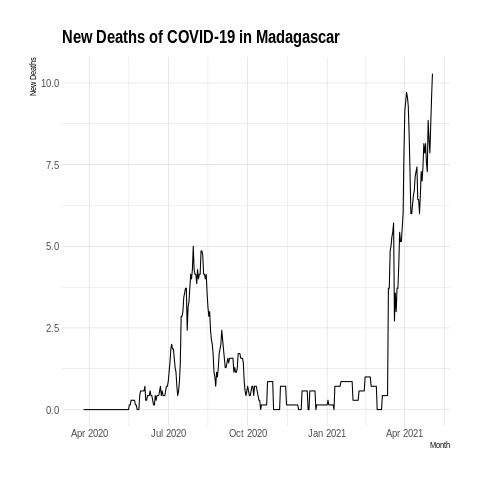 New Deaths of COVID-19 in Madagascar
New Deaths
10.0
7.5
5.0
2.5
0.0
Apr 2020 Jul 2020 Oct 2020 Jan 2021 Apr 2021
Month